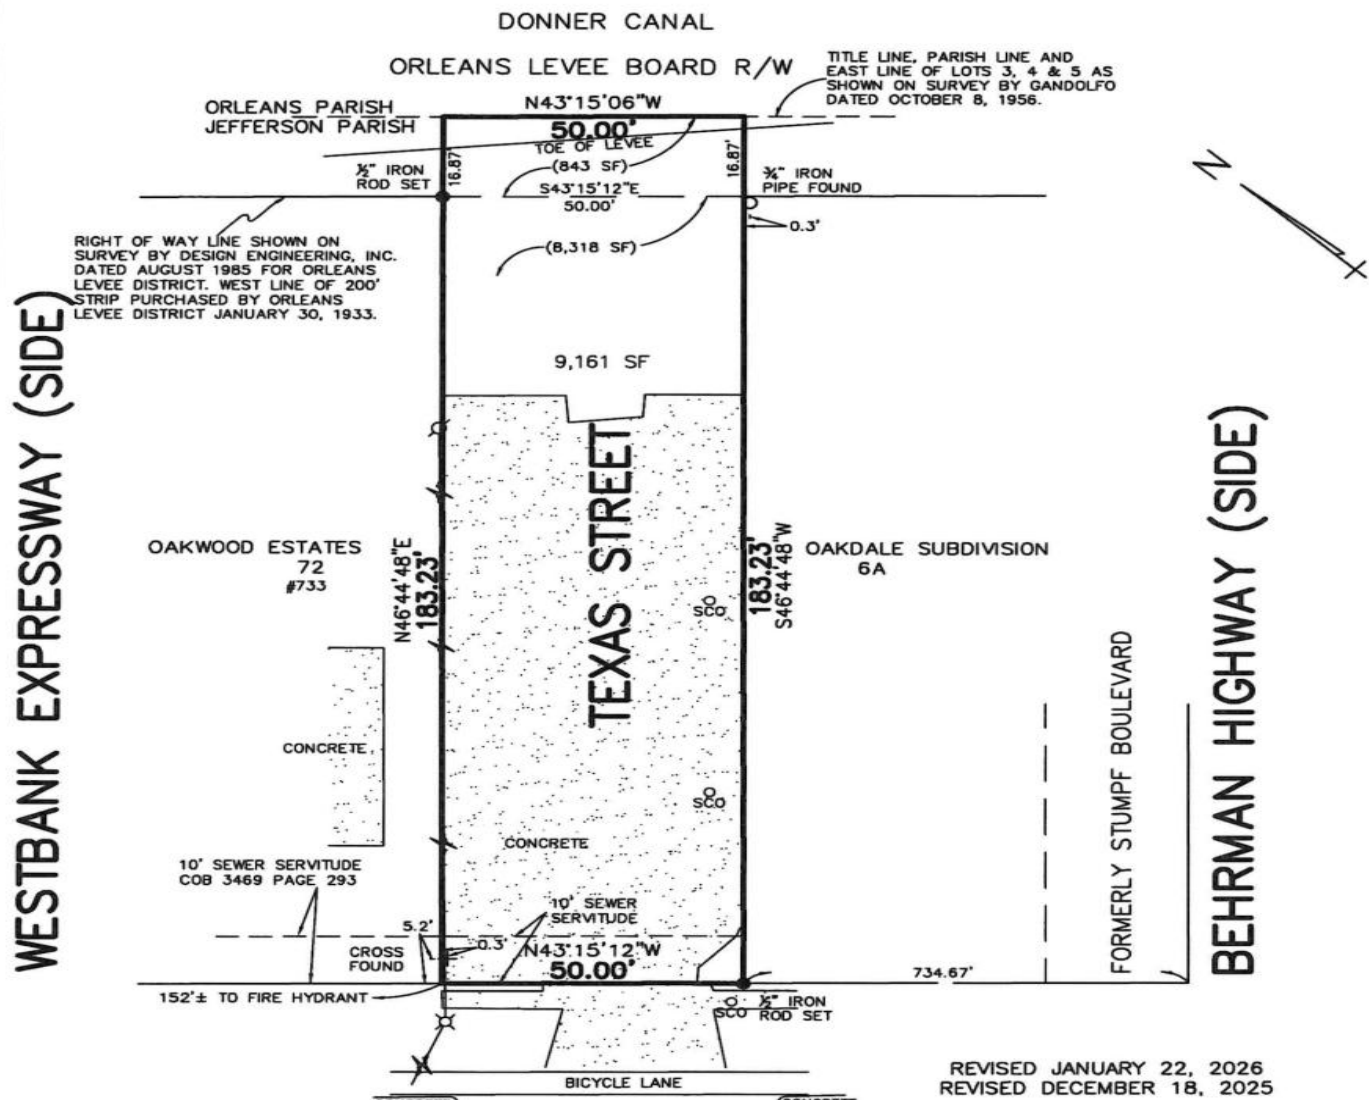 DONNER CANAL
ORLEANS LEVEE BOARD R/W
TITLE LINE, PARISH LINE AND
EAST LINE OF LOTS 3, 4 & 5 AS
SHOWN ON SURVEY BY GANDOLFO
DATED OCTOBER 8, 1956.
ORLEANS PARISH
JEFFERSON PARISH
N43°15'06"W
50.00'
TOE OF LEVEE
(843 SF)
16.87'
16.87'
½" IRON
ROD SET
S43°15'12"E
50.00'
¾" IRON
PIPE FOUND
0.3'
N
RIGHT OF WAY LINE SHOWN ON
SURVEY BY DESIGN ENGINEERING, INC.
DATED AUGUST 1985 FOR ORLEANS
LEVEE DISTRICT. WEST LINE OF 200'
STRIP PURCHASED BY ORLEANS
LEVEE DISTRICT JANUARY 30, 1933.
(8,318 SF)
9,161 SF
WESTBANK EXPRESSWAY (SIDE)
OAKWOOD ESTATES
72
#733
N46°44'48"E
183.23'
TEXAS STREET
183.23'
S46°44'48"W
OAKDALE SUBDIVISION
6A
SCO
SCO
CONCRETE
CONCRETE
FORMERLY STUMPF BOULEVARD
BEHRMAN HIGHWAY (SIDE)
10' SEWER SERVITUDE
COB 3469 PAGE 293
10' SEWER
SERVITUDE
5.2'
0.3'
CROSS
FOUND
N43°15'12"W
50.00'
734.67'
152'± TO FIRE HYDRANT
SCO
½" IRON
ROD SET
BICYCLE LANE
REVISED JANUARY 22, 2026
REVISED DECEMBER 18, 2025